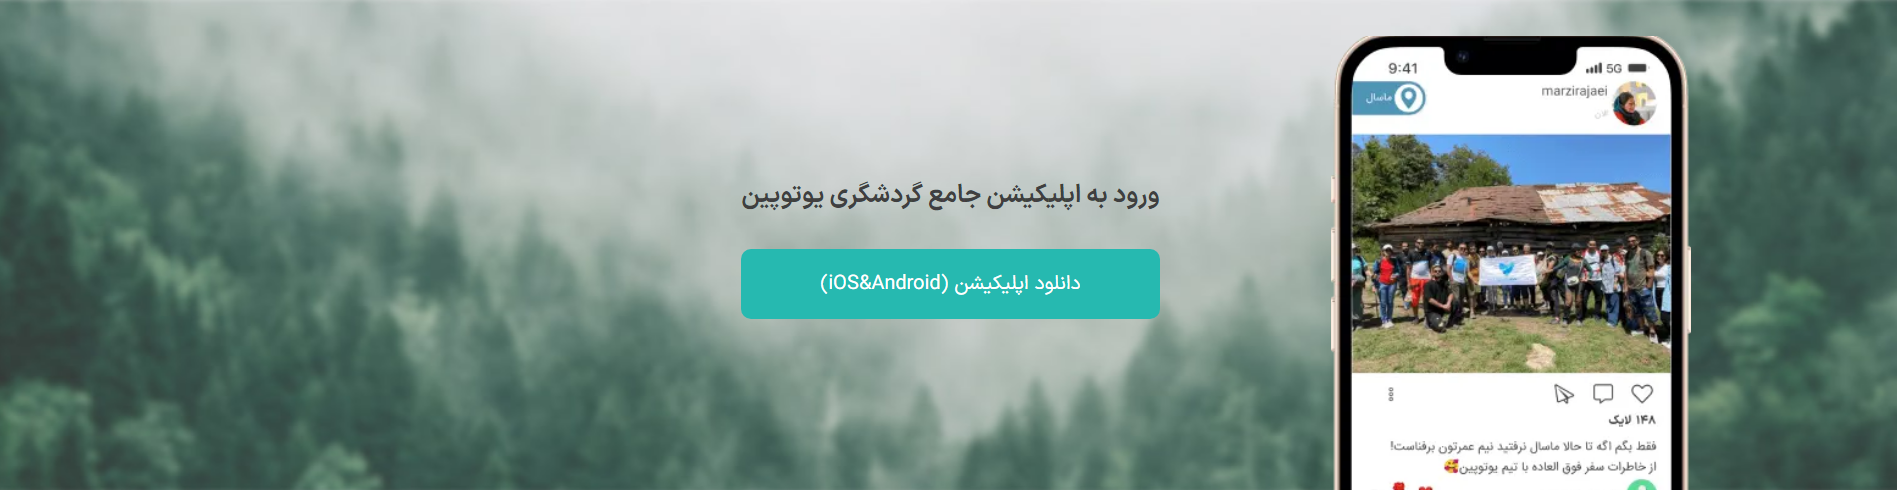 ورود به اپلیکیشن جامع گردشگری یوتوپین
دانلود اپلیکیشن (iOS&Android)
9:41
5G
marzirajaei
ماسال
۱۴۸ لایک
فقط بگم اگه تا حالا ماسال نرفتید نیم عمرتون برفناست!
از خاطرات سفر فوق العاده با تیم یوتوپین🥰